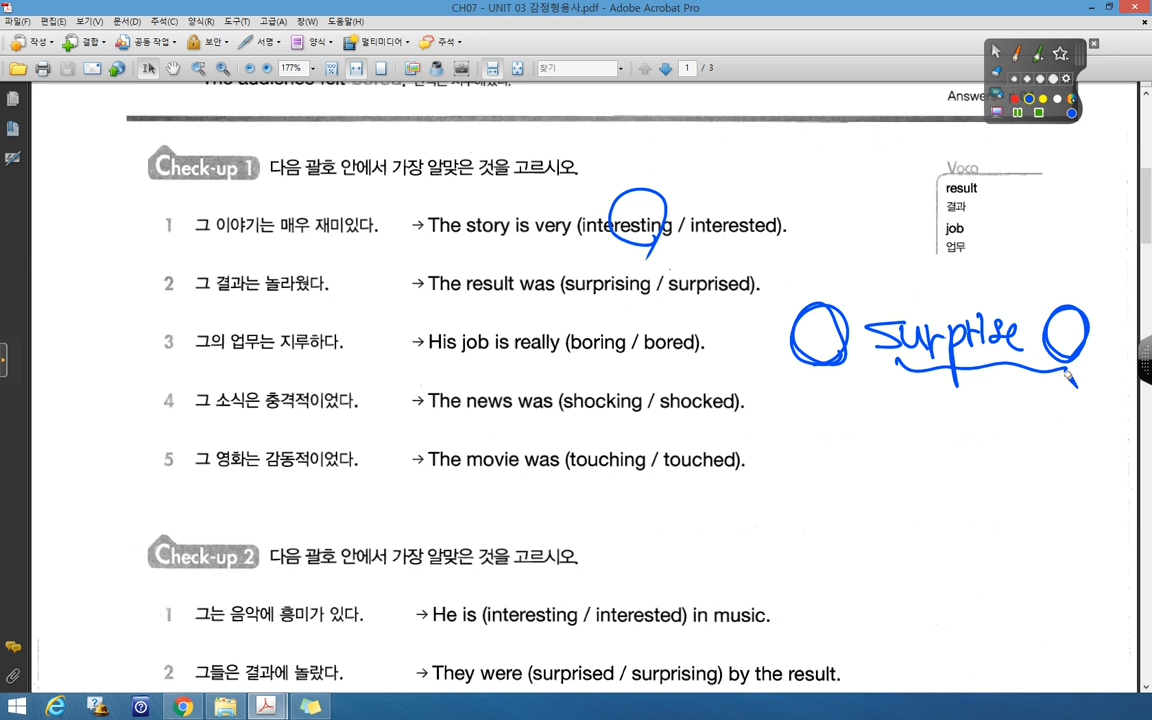 CH07 - UNIT 03 감정형용사.pdf - Adobe Acrobat Pro
파일(F) 편집(E) 보기(V) 문서(D) 주석(C) 양식(R) 도구(T) 고급(A) 창(W) 도움말(H)
작성 결합 공동 작업 보안 서명 양식 멀티미디어 주석
177% 찾기 1 / 3
The audience felt bored.
Answers
Check-up 1 다음 괄호 안에서 가장 알맞은 것을 고르시오.
Voca
result
결과
job
업무
1 그 이야기는 매우 재미있다. → The story is very (interesting / interested).
2 그 결과는 놀라웠다. → The result was (surprising / surprised).
surprise
3 그의 업무는 지루하다. → His job is really (boring / bored).
4 그 소식은 충격적이었다. → The news was (shocking / shocked).
5 그 영화는 감동적이었다. → The movie was (touching / touched).
Check-up 2 다음 괄호 안에서 가장 알맞은 것을 고르시오.
1 그는 음악에 흥미가 있다. → He is (interesting / interested) in music.
2 그들은 결과에 놀랐다. → They were (surprised / surprising) by the result.